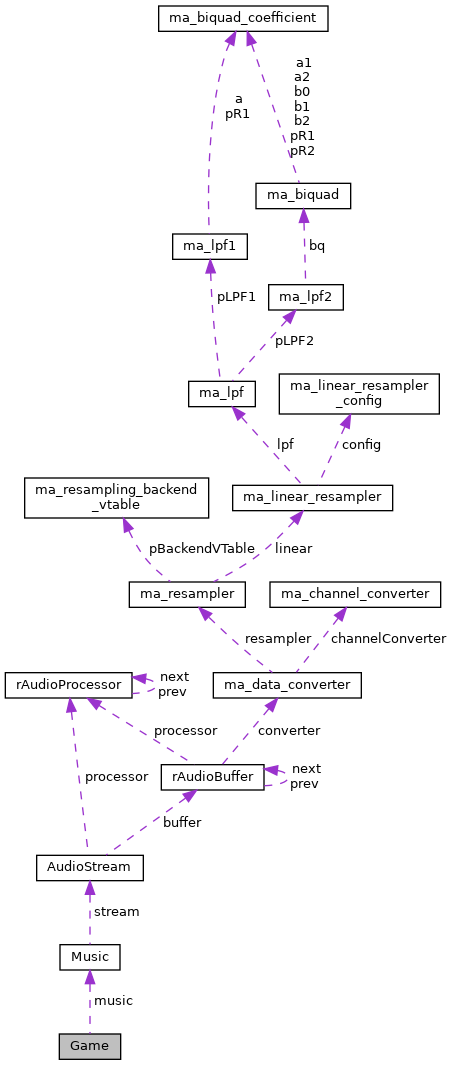 ma_biquad_coefficient
a
pR1
a1
a2
b0
b1
b2
pR1
pR2
ma_biquad
ma_lpf1
bq
ma_lpf2
pLPF1
pLPF2
ma_lpf
ma_linear_resampler
_config
lpf
config
ma_resampling_backend
_vtable
ma_linear_resampler
pBackendVTable
linear
ma_resampler
ma_channel_converter
resampler
channelConverter
rAudioProcessor
next
prev
ma_data_converter
processor
converter
rAudioBuffer
next
prev
processor
buffer
AudioStream
stream
Music
music
Game